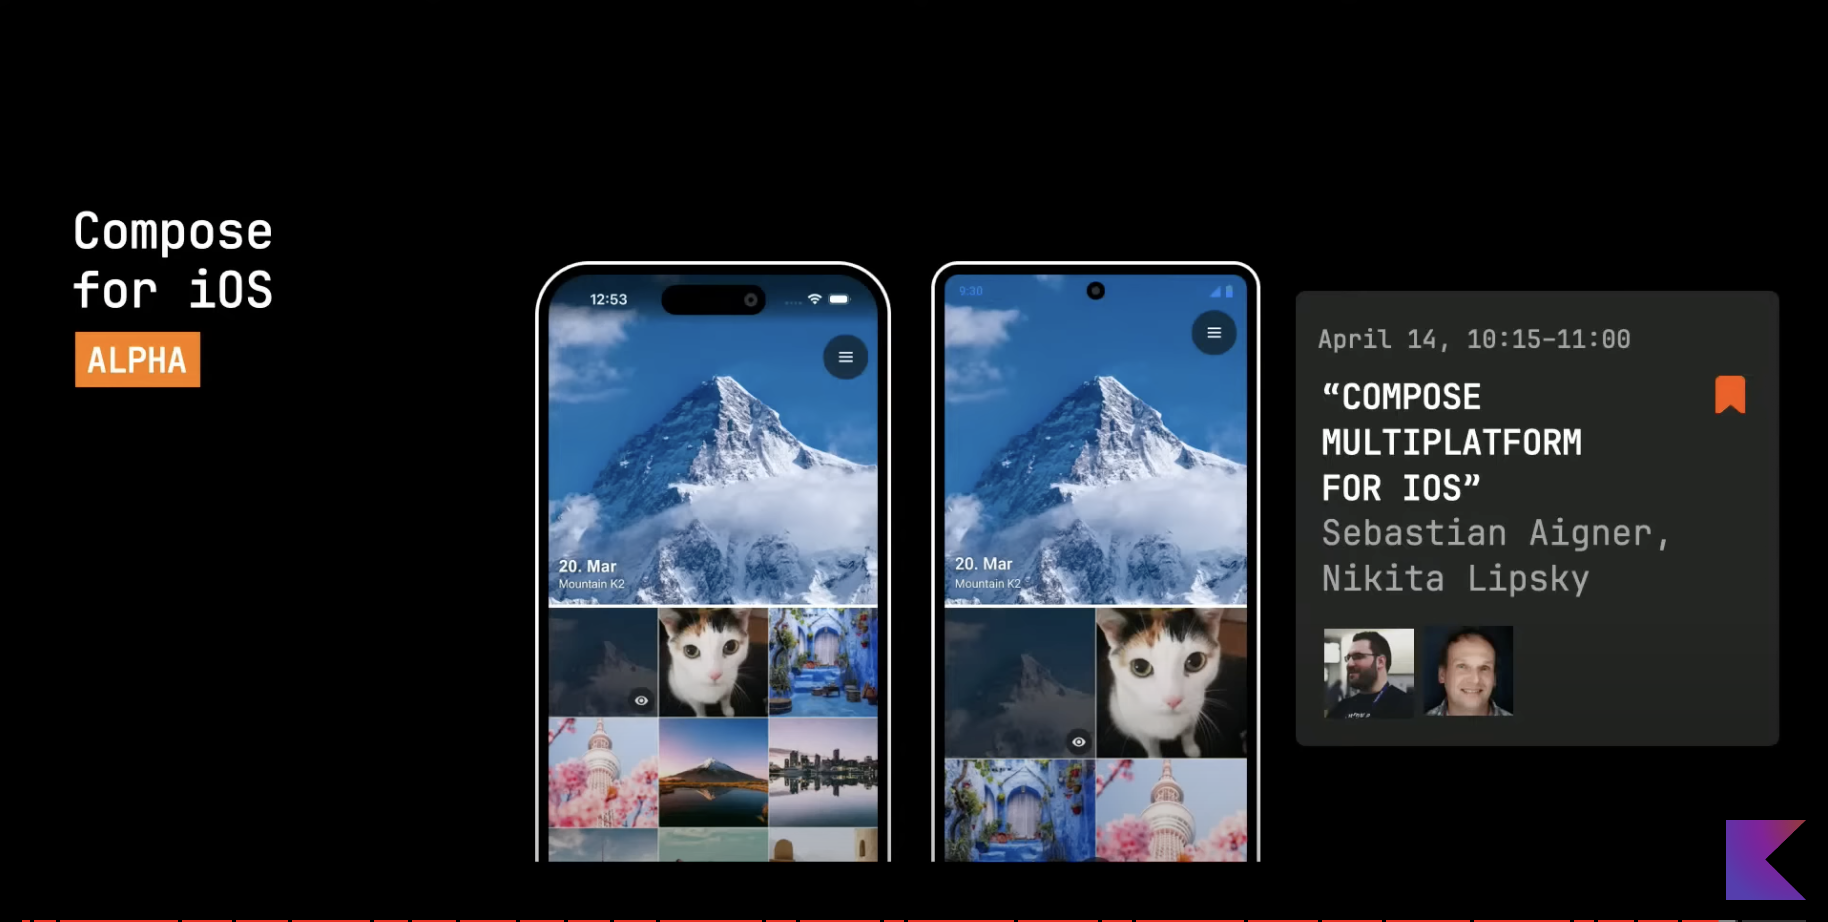 Compose
for iOS
ALPHA
12:53
20. Mar
Mountain K2
9:30
20. Mar
Mountain K2
April 14, 10:15–11:00
“COMPOSE
MULTIPLATFORM
FOR IOS”
Sebastian Aigner,
Nikita Lipsky